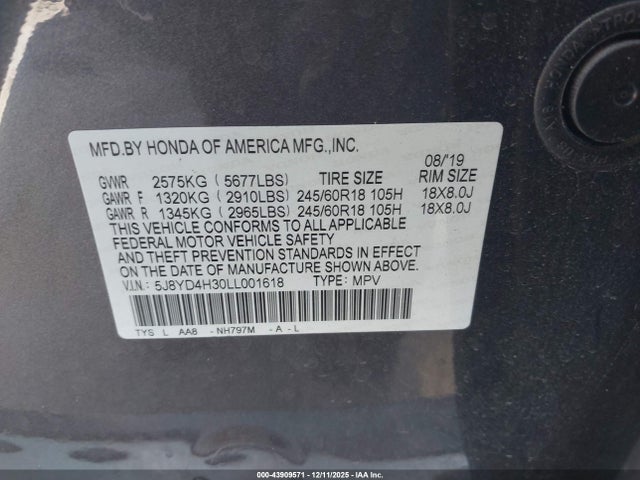 MFD.BY HONDA OF AMERICA MFG.,INC. 08/'19
GVWR 2575KG ( 5677LBS) TIRE SIZE RIM SIZE
GAWR F 1320KG ( 2910LBS) 245/60R18 105H 18X8.0J
GAWR R 1345KG ( 2965LBS) 245/60R18 105H 18X8.0J
THIS VEHICLE CONFORMS TO ALL APPLICABLE
FEDERAL MOTOR VEHICLE SAFETY
AND THEFT PREVENTION STANDARDS IN EFFECT
ON THE DATE OF MANUFACTURE SHOWN ABOVE.
V.I.N: 5J8YD4H30LL001618 TYPE: MPV
TYS L AA8 - NH797M - A - L
HONDA
000-43909571 - 12/11/2025 - IAA Inc.